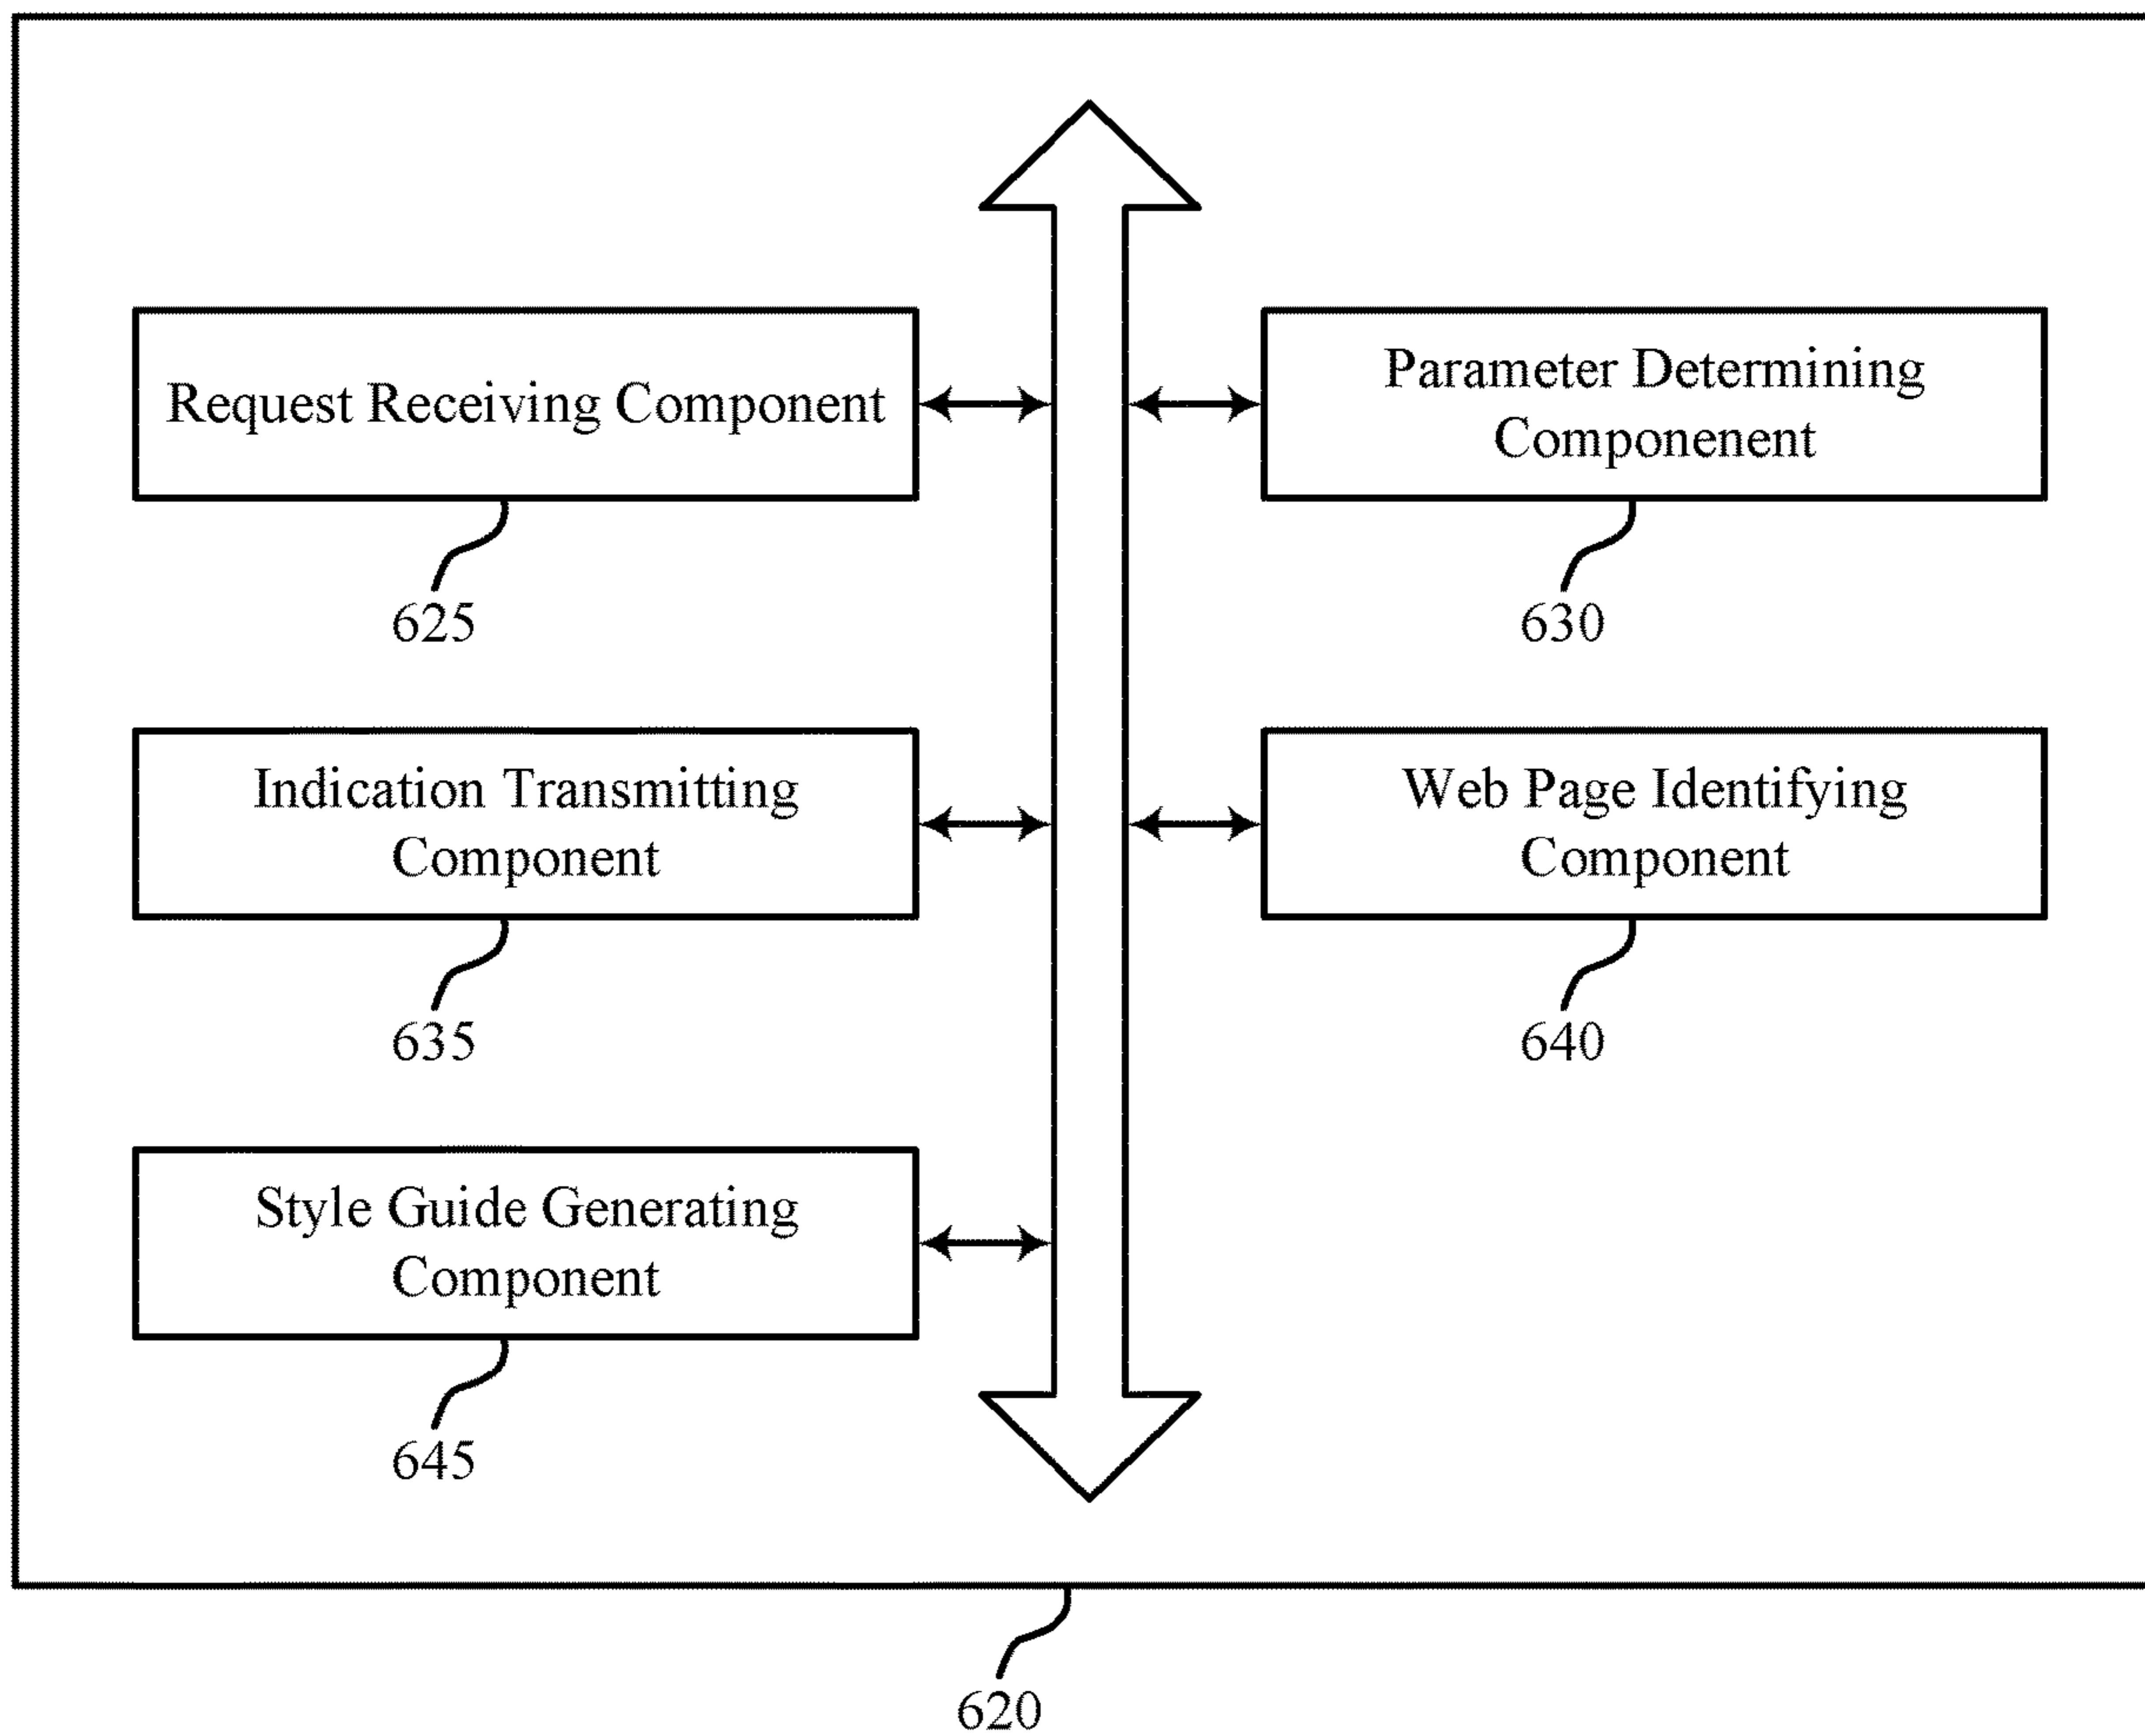 Request Receiving Component
625
Parameter Determining
Componenent
630
Indication Transmitting
Component
635
Web Page Identifying
Component
640
Style Guide Generating
Component
645
620